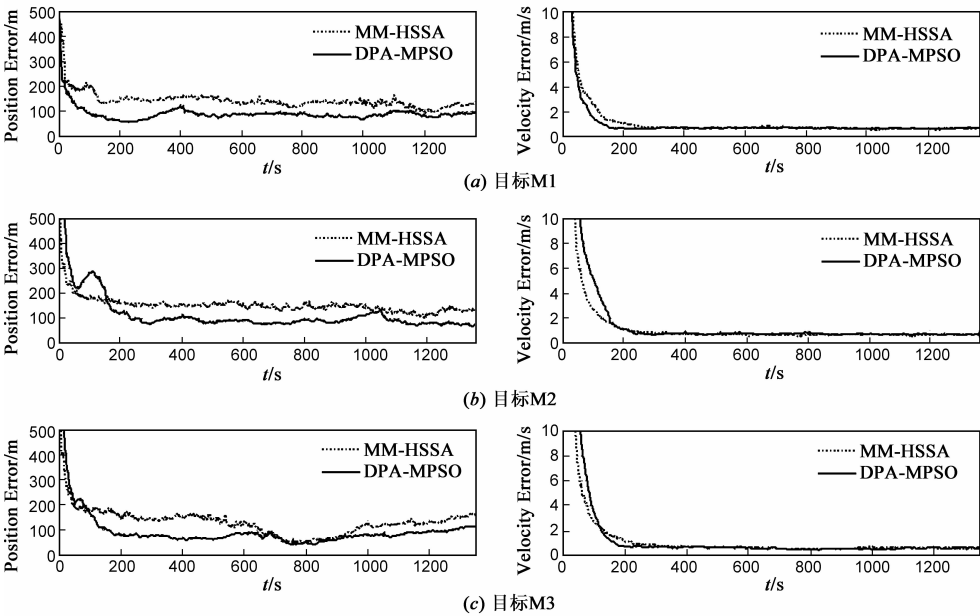 Position Error/m
500
400
300
200
100
0
MM-HSSA
DPA-MPSO
0 200 400 600 800 1000 1200
t/s
Velocity Error/m/s
10
8
6
4
2
0
MM-HSSA
DPA-MPSO
0 200 400 600 800 1000 1200
t/s
(a) 目标M1
Position Error/m
500
400
300
200
100
0
MM-HSSA
DPA-MPSO
0 200 400 600 800 1000 1200
t/s
Velocity Error/m/s
10
8
6
4
2
0
MM-HSSA
DPA-MPSO
0 200 400 600 800 1000 1200
t/s
(b) 目标M2
Position Error/m
500
400
300
200
100
0
MM-HSSA
DPA-MPSO
0 200 400 600 800 1000 1200
t/s
Velocity Error/m/s
10
8
6
4
2
0
MM-HSSA
DPA-MPSO
0 200 400 600 800 1000 1200
t/s
(c) 目标M3